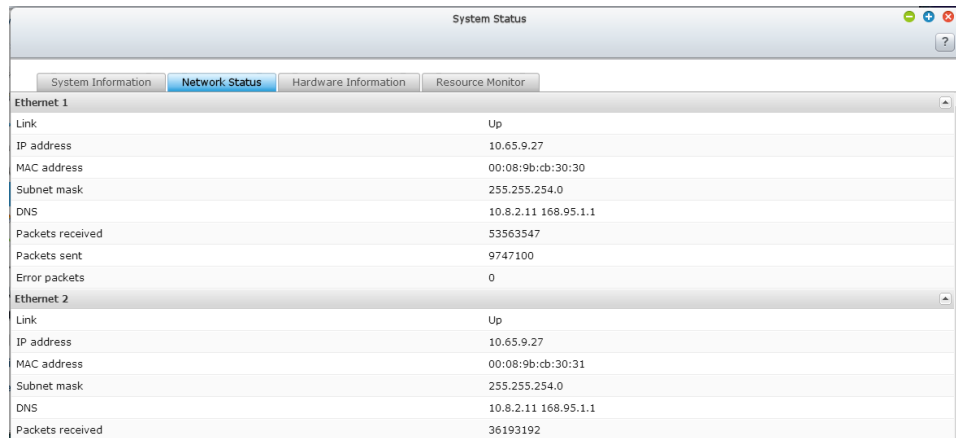 System Status
?
System Information Network Status Hardware Information Resource Monitor
Ethernet 1
Link Up
IP address 10.65.9.27
MAC address 00:08:9b:cb:30:30
Subnet mask 255.255.254.0
DNS 10.8.2.11 168.95.1.1
Packets received 53563547
Packets sent 9747100
Error packets 0
Ethernet 2
Link Up
IP address 10.65.9.27
MAC address 00:08:9b:cb:30:31
Subnet mask 255.255.254.0
DNS 10.8.2.11 168.95.1.1
Packets received 36193192